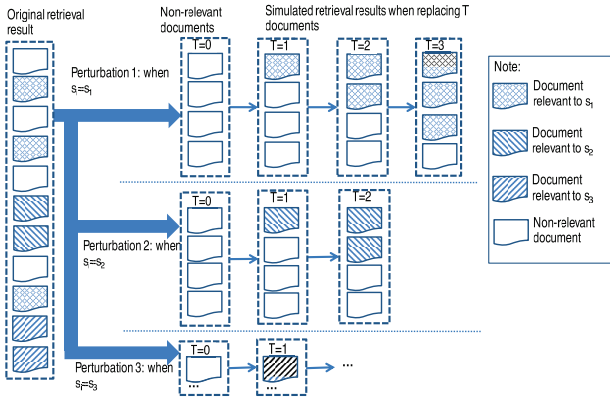 Original retrieval
result
Non-relevant
documents
Simulated retrieval results when replacing T
documents
T=0
T=1
T=2
T=3
Perturbation 1: when
sᵢ=s₁
T=0
T=1
T=2
Perturbation 2: when
sᵢ=s₂
T=0
T=1
Perturbation 3: when
sᵢ=s₃
...
...
...
Note:
Document
relevant to s₁
Document
relevant to s₂
Document
relevant to s₃
Non-relevant
document